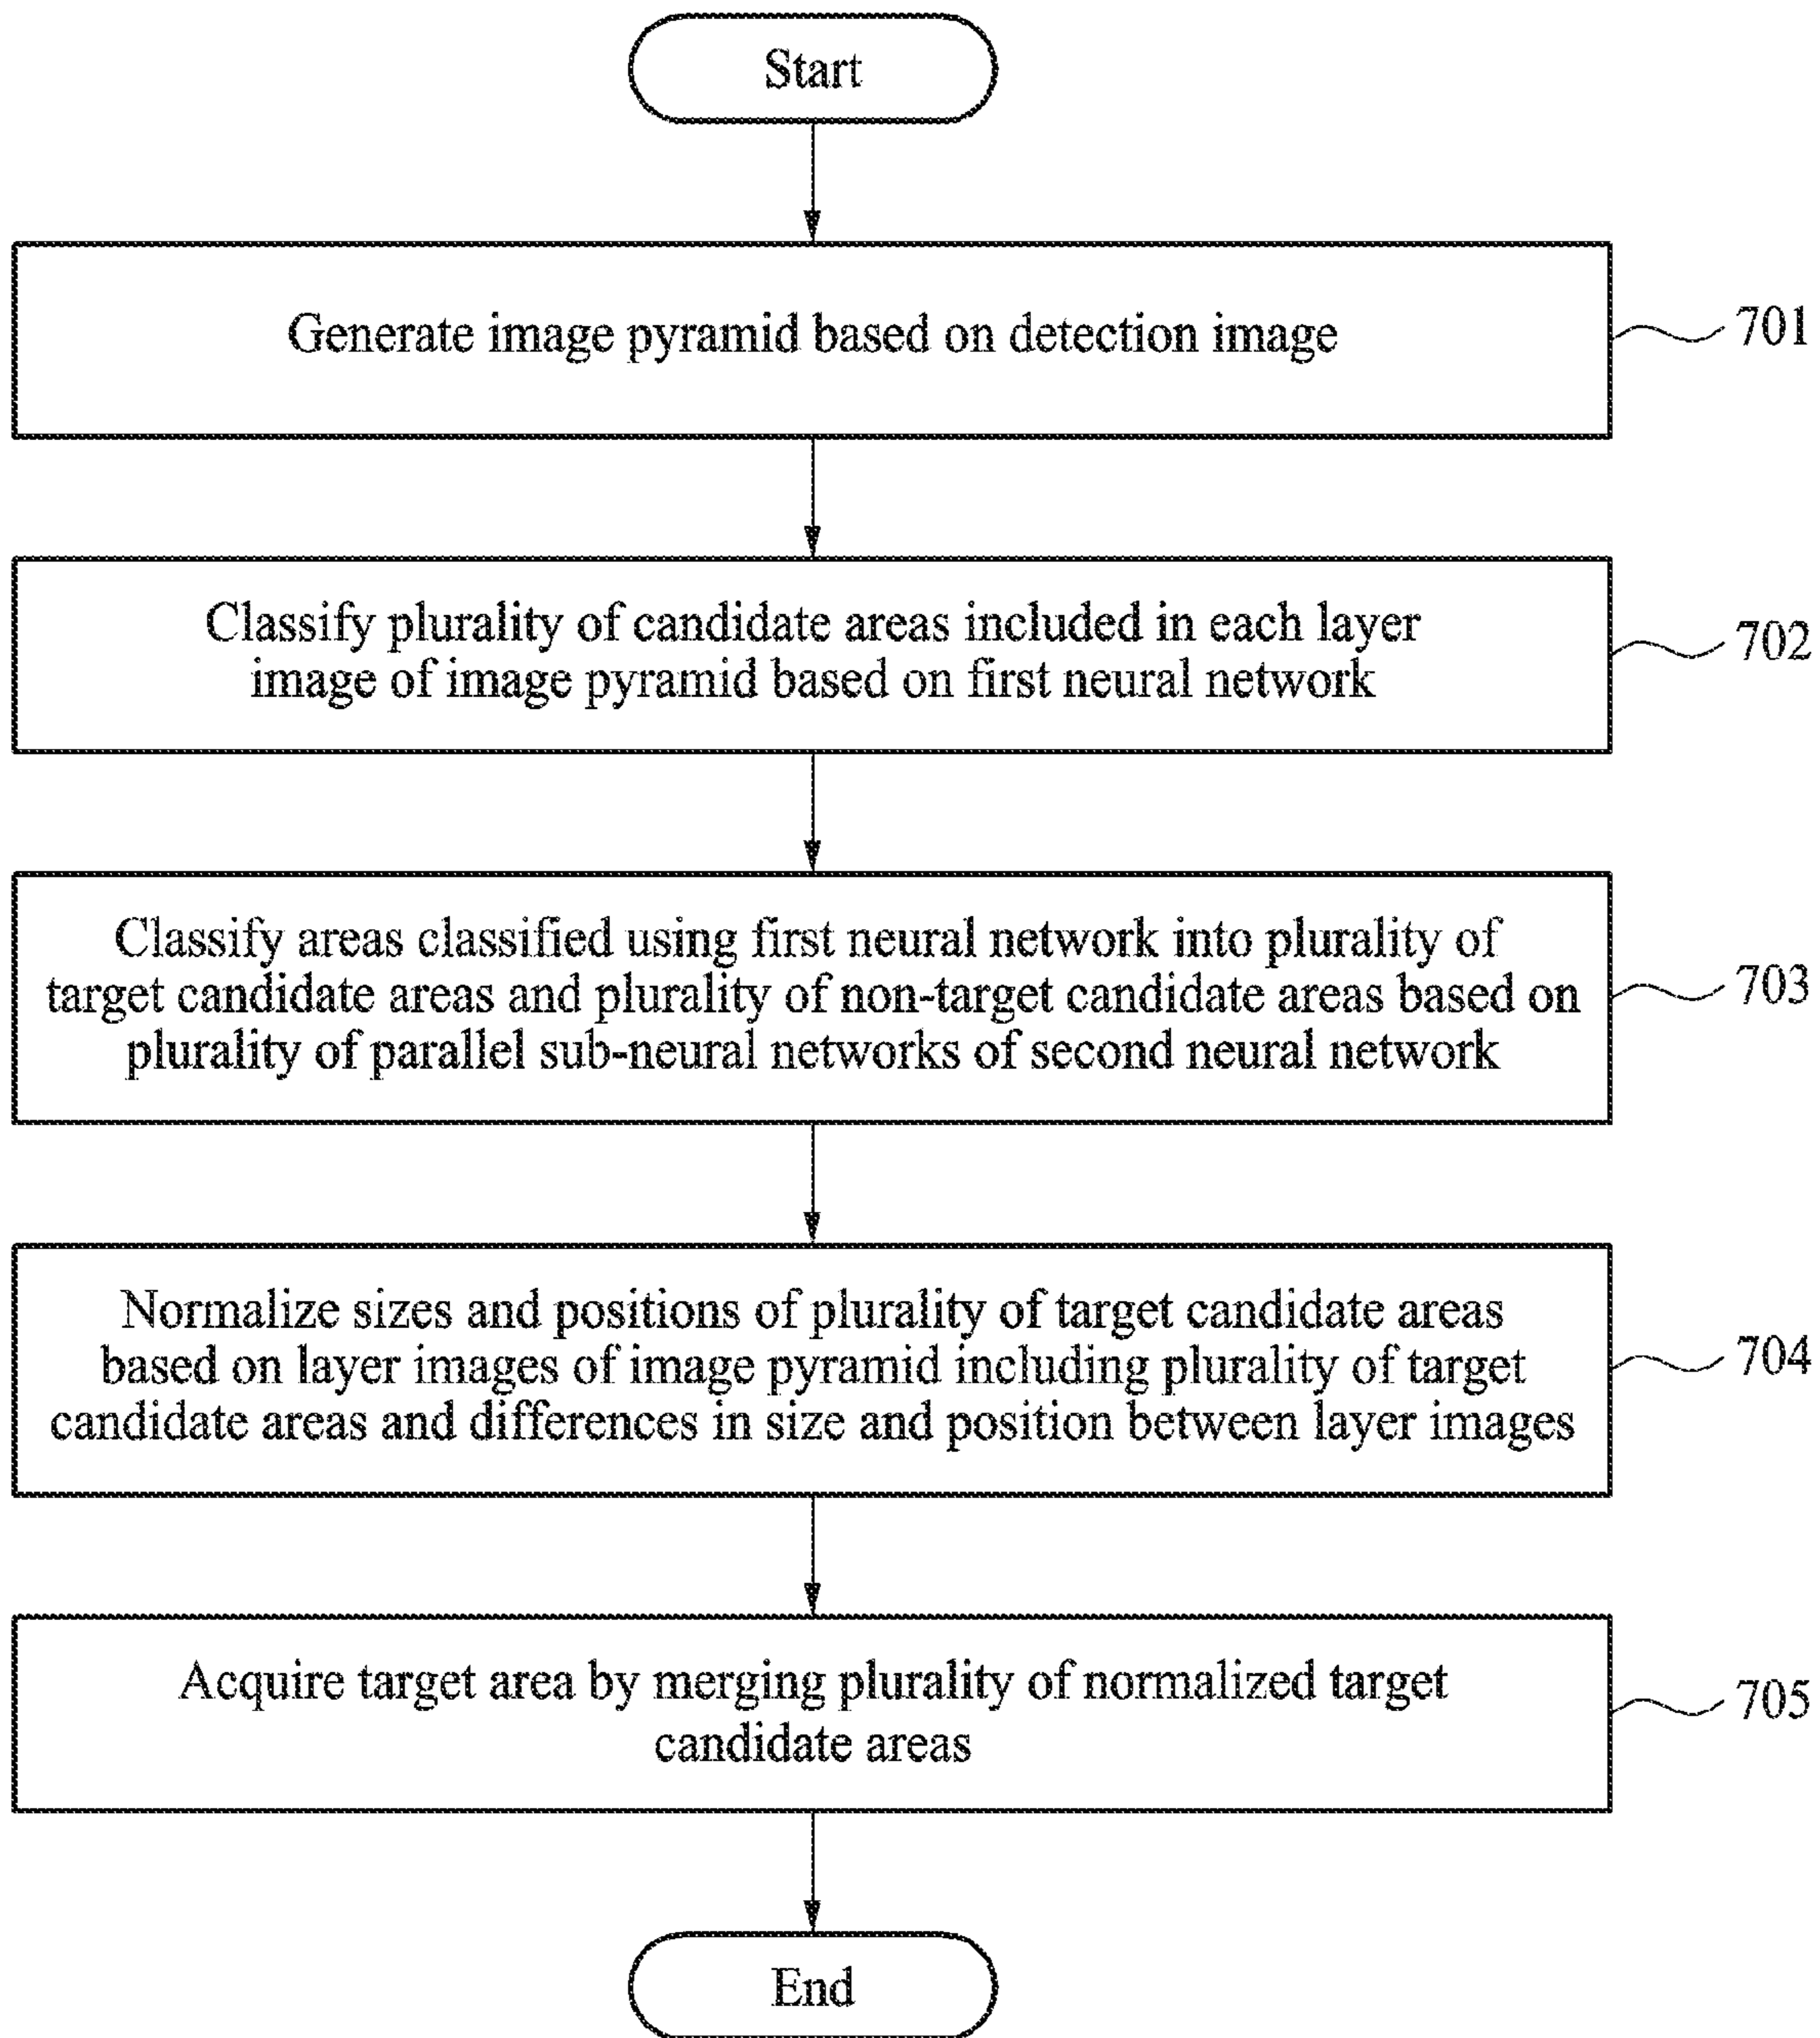 Start
Generate image pyramid based on detection image
701
Classify plurality of candidate areas included in each layer
image of image pyramid based on first neural network
702
Classify areas classified using first neural network into plurality of
target candidate areas and plurality of non-target candidate areas based on
plurality of parallel sub-neural networks of second neural network
703
Normalize sizes and positions of plurality of target candidate areas
based on layer images of image pyramid including plurality of target
candidate areas and differences in size and position between layer images
704
Acquire target area by merging plurality of normalized target
candidate areas
705
End